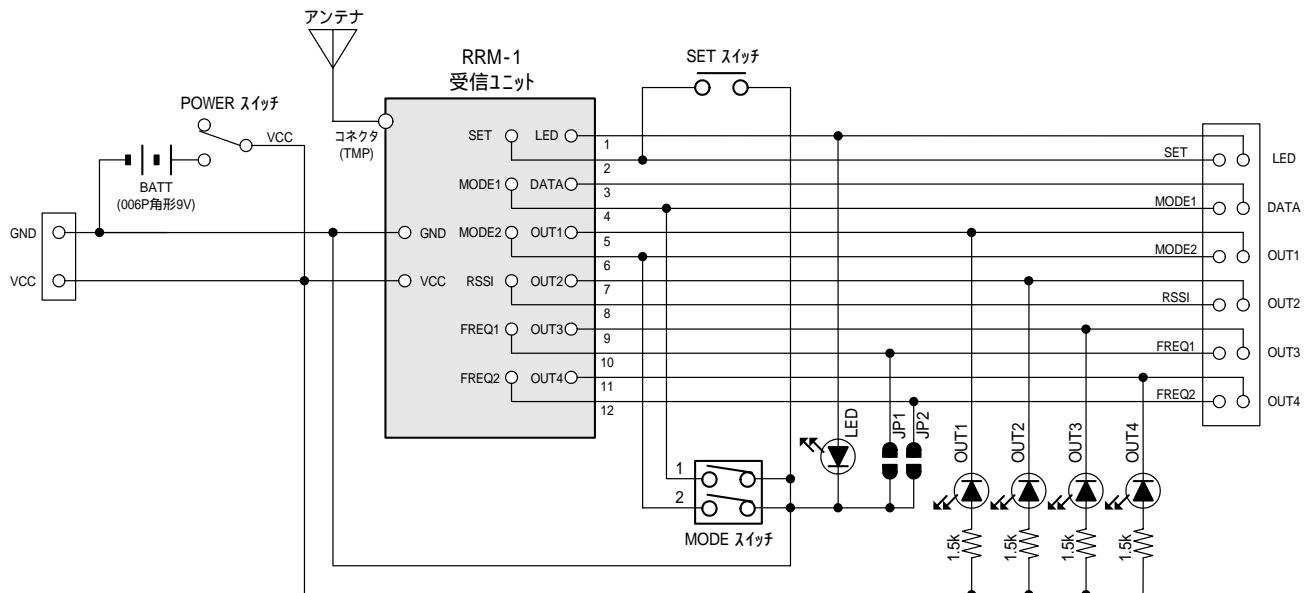 アンテナ
RRM-1
受信ユニット
SET スイッチ
POWER スイッチ
VCC
コネクタ
(TMP)
BATT
(006P角形9V)
GND
VCC
SET
LED
MODE1
DATA
GND
MODE2
OUT1
VCC
RSSI
OUT2
FREQ1
OUT3
FREQ2
OUT4
1
2
3
4
5
6
7
8
9
10
11
12
SET
LED
MODE1
DATA
MODE2
OUT1
RSSI
OUT2
FREQ1
OUT3
FREQ2
OUT4
1
2
MODE スイッチ
LED
JP1
JP2
OUT1
OUT2
OUT3
OUT4
1.5k
1.5k
1.5k
1.5k